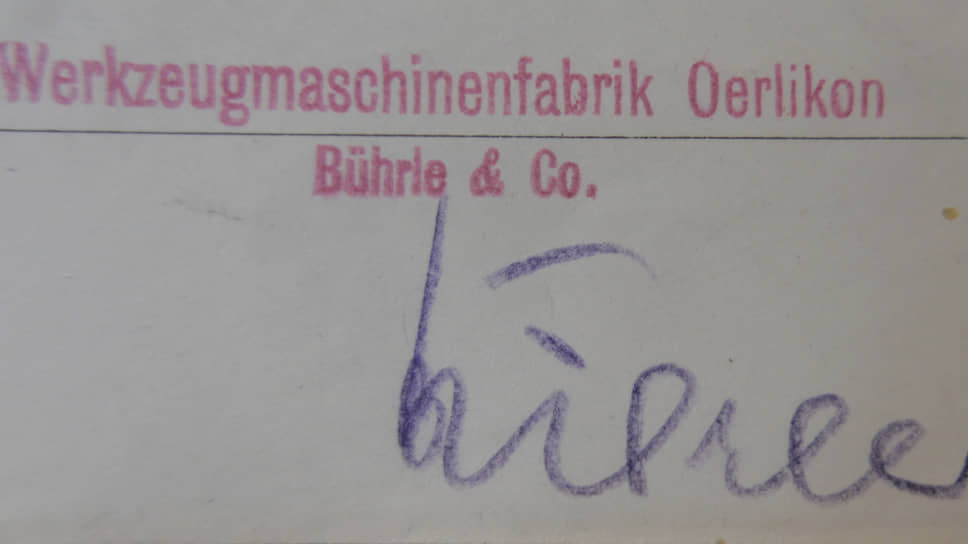 Werkzeugmaschinenfabrik Oerlikon
Bührle & Co.